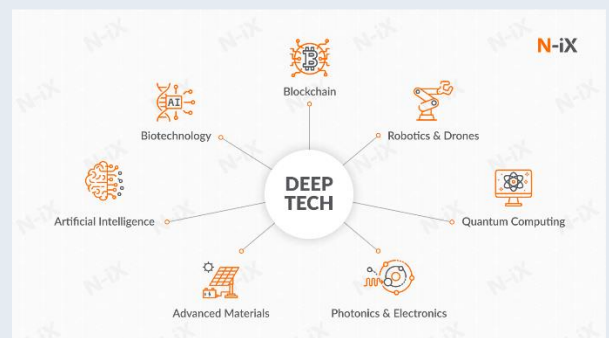 N-iX
Blockchain
AI
Biotechnology
Robotics & Drones
DEEP
TECH
Artificial Intelligence
Quantum Computing
Advanced Materials
Photonics & Electronics